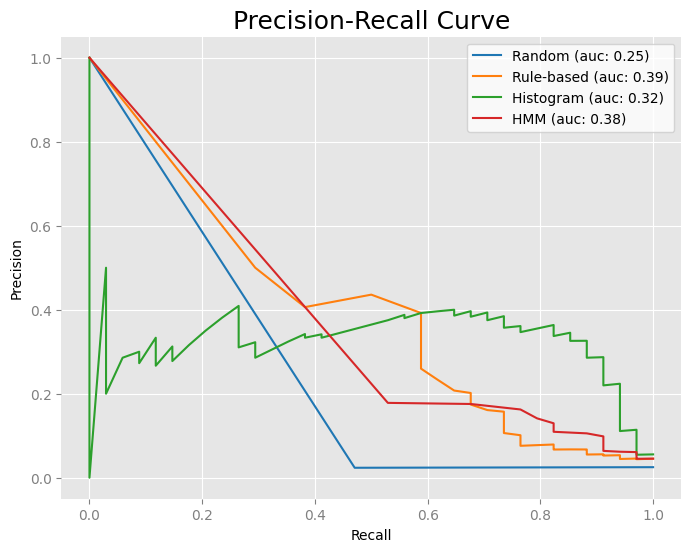 Precision-Recall Curve
Random (auc: 0.25)
Rule-based (auc: 0.39)
Histogram (auc: 0.32)
HMM (auc: 0.38)
Precision
1.0
0.8
0.6
0.4
0.2
0.0
0.0 0.2 0.4 0.6 0.8 1.0
Recall